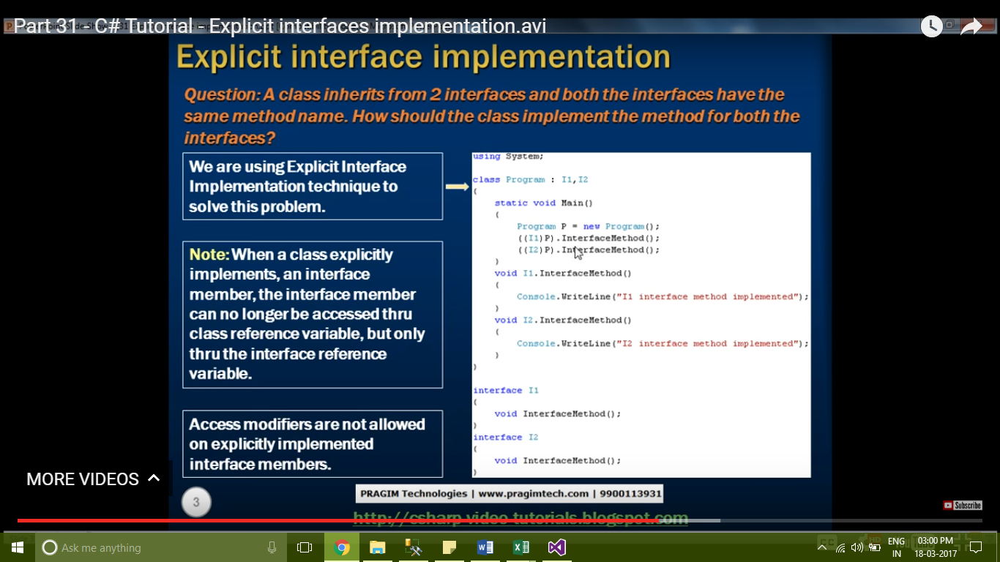 Part 31 - C# Tutorial - Explicit interfaces implementation.avi
Explicit interface implementation
Question: A class inherits from 2 interfaces and both the interfaces have the
same method name. How should the class implement the method for both the
interfaces?
We are using Explicit Interface
Implementation technique to
solve this problem.
Note: When a class explicitly
implements, an interface
member, the interface member
can no longer be accessed thru
class reference variable, but only
thru the interface reference
variable.
Access modifiers are not allowed
on explicitly implemented
interface members.
using System;
class Program : I1,I2
{
static void Main()
{
Program P = new Program();
((I1)P).InterfaceMethod();
((I2)P).InterfaceMethod();
}
void I1.InterfaceMethod()
{
Console.WriteLine("I1 interface method implemented");
}
void I2.InterfaceMethod()
{
Console.WriteLine("I2 interface method implemented");
}
}
interface I1
{
void InterfaceMethod();
}
interface I2
{
void InterfaceMethod();
}
MORE VIDEOS
3
PRAGIM Technologies | www.pragimtech.com | 9900113931
Subscribe
http://csharp-video-tutorials.blogspot.com
Ask me anything
ENG
IN
03:00 PM
18-03-2017